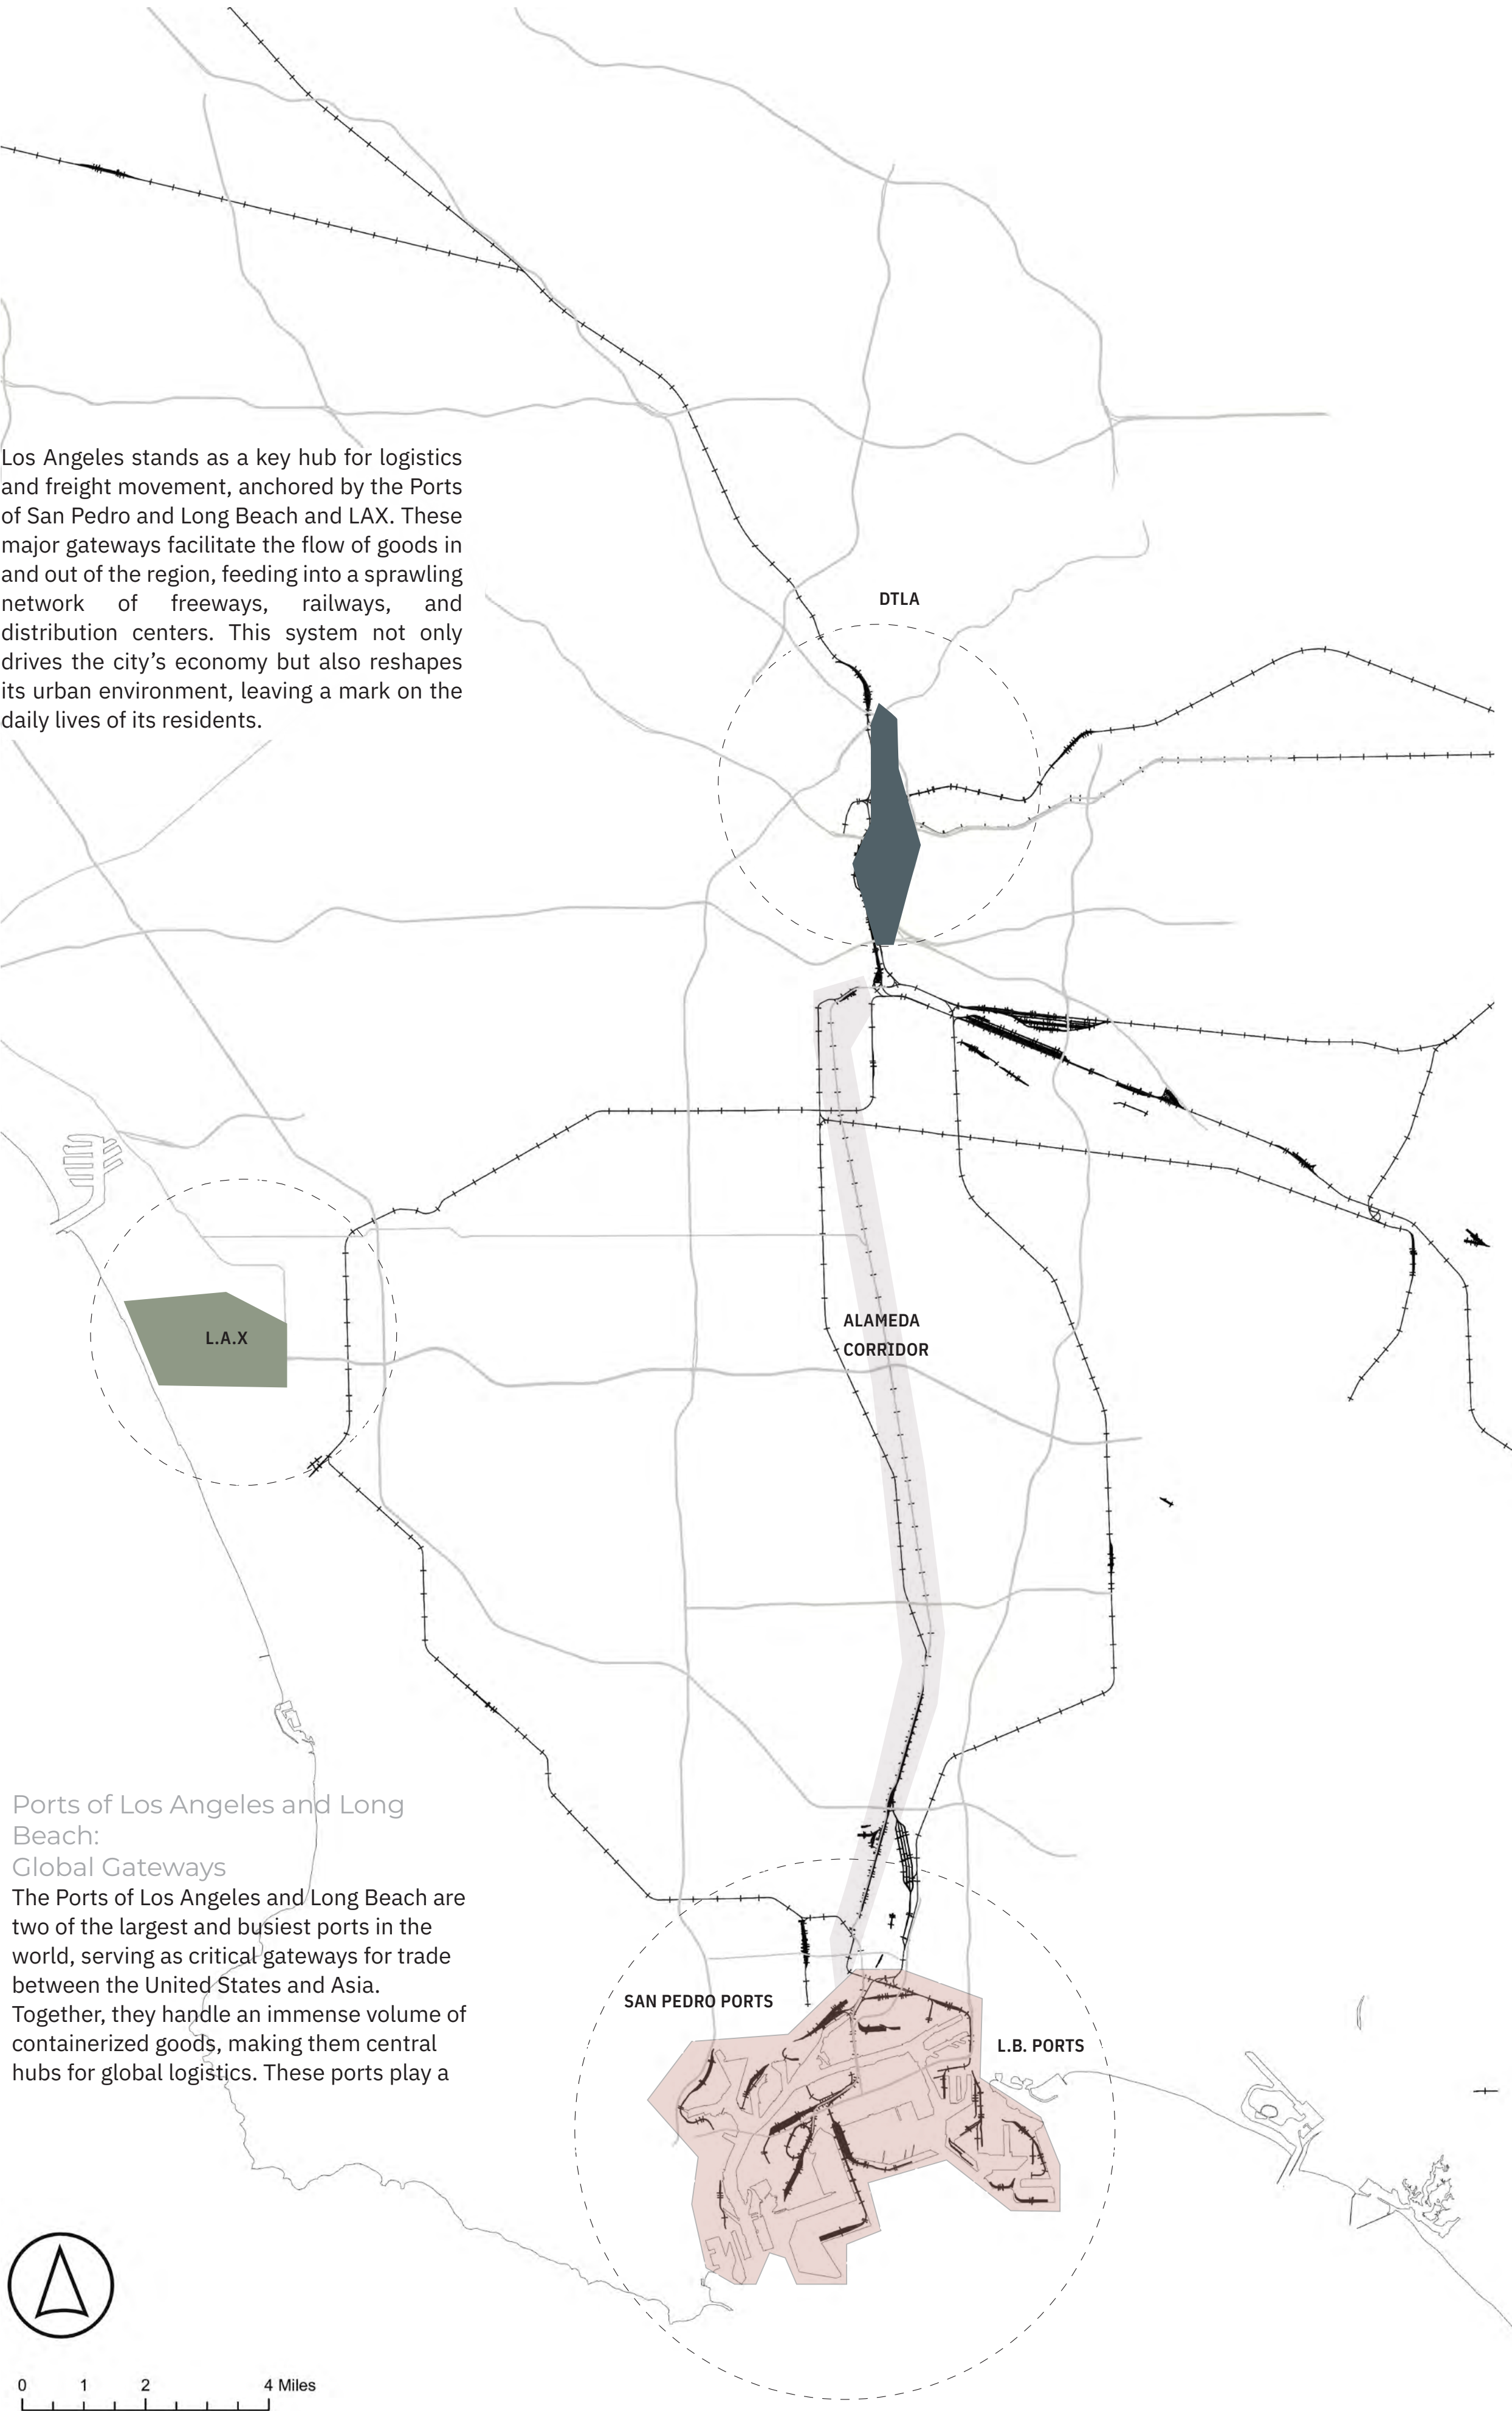 Los Angeles stands as a key hub for logistics
and freight movement, anchored by the Ports
of San Pedro and Long Beach and LAX. These
major gateways facilitate the flow of goods in
and out of the region, feeding into a sprawling
network of freeways, railways, and
distribution centers. This system not only
drives the city’s economy but also reshapes
its urban environment, leaving a mark on the
daily lives of its residents.
DTLA
L.A.X
ALAMEDA
CORRIDOR
Ports of Los Angeles and Long
Beach:
Global Gateways
The Ports of Los Angeles and Long Beach are
two of the largest and busiest ports in the
world, serving as critical gateways for trade
between the United States and Asia.
Together, they handle an immense volume of
containerized goods, making them central
hubs for global logistics. These ports play a
SAN PEDRO PORTS
L.B. PORTS
0 1 2 4 Miles